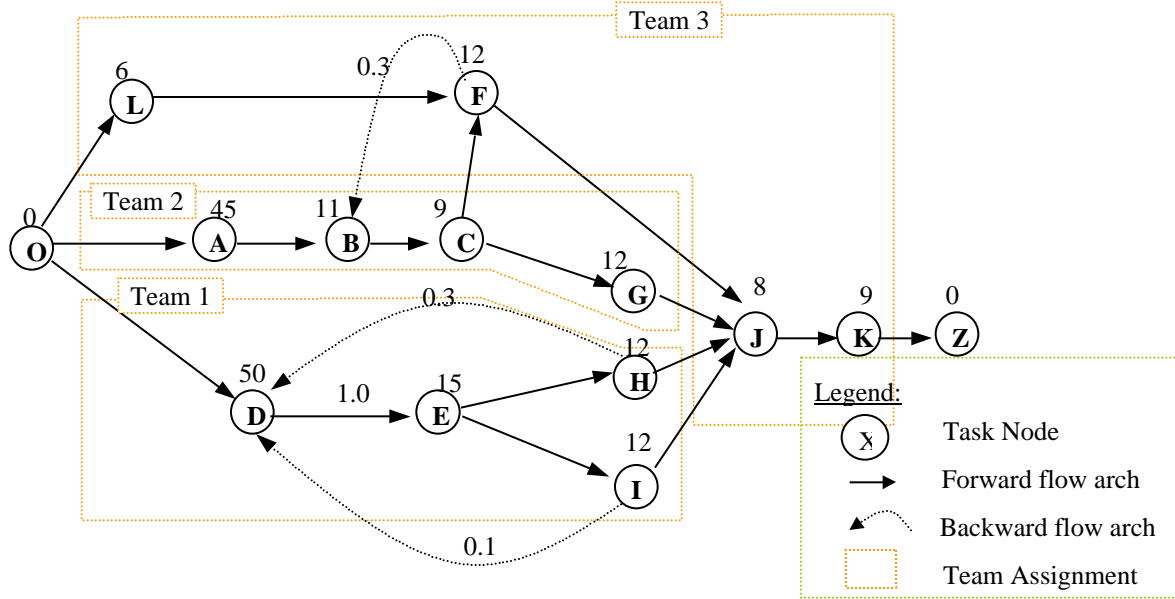 Team 3
6
0.3
12
L
F
Team 2
0
45
11
9
O
A
B
C
12
G
Team 1
0.3
8
9
0
J
K
Z
12
H
50
1.0
15
D
E
12
I
0.1
Legend:
X
Task Node
Forward flow arch
Backward flow arch
Team Assignment